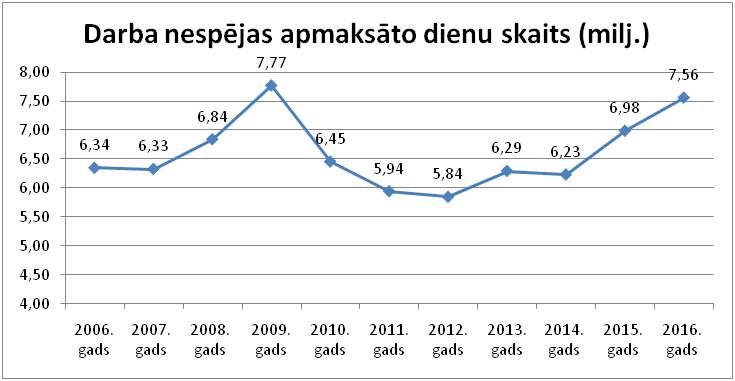 Darba nespējas apmaksāto dienu skaits (milj.)
8,00
7,50
7,00
6,50
6,00
5,50
5,00
4,50
4,00
6,34
6,33
6,84
7,77
6,45
5,94
5,84
6,29
6,23
6,98
7,56
2006. gads
2007. gads
2008. gads
2009. gads
2010. gads
2011. gads
2012. gads
2013. gads
2014. gads
2015. gads
2016. gads